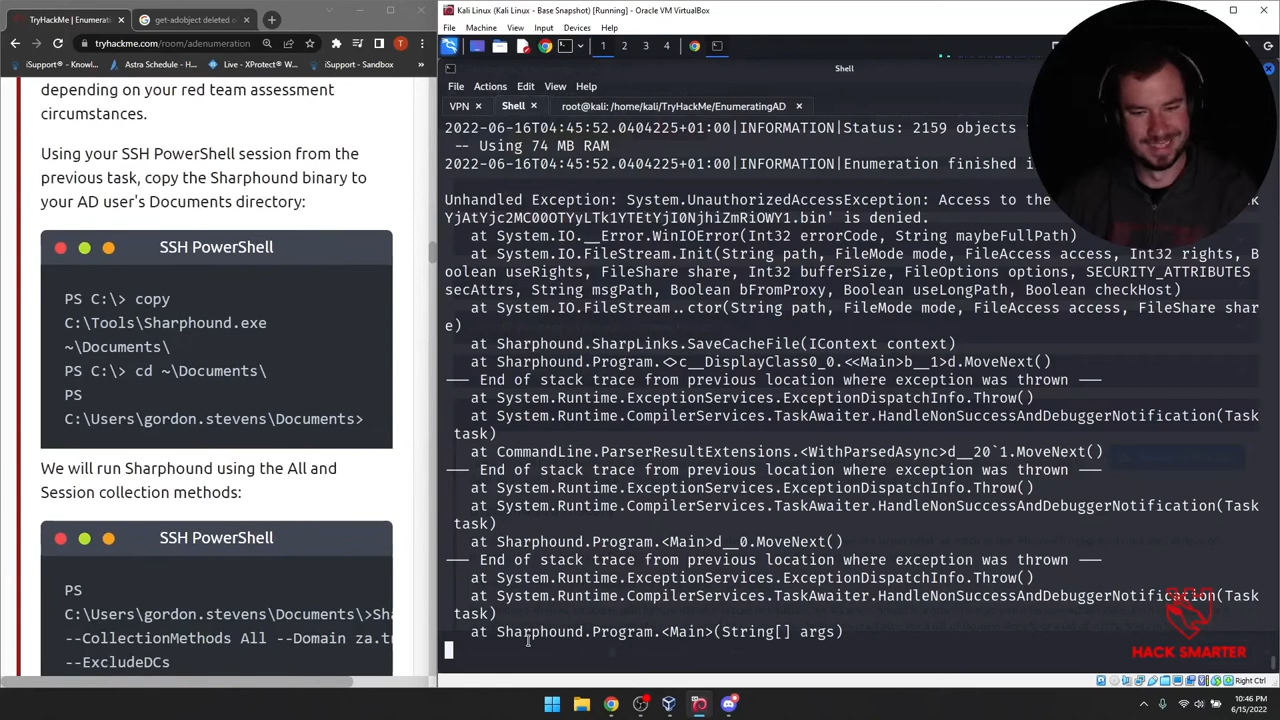 TryHackMe | Enumerati
get-adobject deleted o
Kali Linux (Kali Linux - Base Snapshot) [Running] - Oracle VM VirtualBox
tryhackme.com/room/adenumeration
File Machine View Input Devices Help
iSupport® - Knowl...
Astra Schedule - H...
Live - XProtect® W...
iSupport - Sandbox
1 2 3 4
depending on your red team assessment
circumstances.
Using your SSH PowerShell session from the
previous task, copy the Sharphound binary to
your AD user's Documents directory:
SSH PowerShell
PS C:\> copy
C:\Tools\Sharphound.exe
~\Documents\
PS C:\> cd ~\Documents\
PS
C:\Users\gordon.stevens\Documents>
We will run Sharphound using the All and
Session collection methods:
SSH PowerShell
PS
C:\Users\gordon.stevens\Documents\>Sha
--CollectionMethods All --Domain za.tr
--ExcludeDCs
Shell
File Actions Edit View Help
VPN Shell root@kali: /home/kali/TryHackMe/EnumeratingAD
2022-06-16T04:45:52.0404225+01:00|INFORMATION|Status: 2159 objects
-- Using 74 MB RAM
2022-06-16T04:45:52.0404225+01:00|INFORMATION|Enumeration finished i
Unhandled Exception: System.UnauthorizedAccessException: Access to the
YjAtYjc2MC00OTYyLTk1YTEtYjI0NjhiZmRiOWY1.bin' is denied.
at System.IO.__Error.WinIOError(Int32 errorCode, String maybeFullPath)
at System.IO.FileStream.Init(String path, FileMode mode, FileAccess access, Int32 rights, B
oolean useRights, FileShare share, Int32 bufferSize, FileOptions options, SECURITY_ATTRIBUTES
secAttrs, String msgPath, Boolean bFromProxy, Boolean useLongPath, Boolean checkHost)
at System.IO.FileStream..ctor(String path, FileMode mode, FileAccess access, FileShare shar
e)
at Sharphound.SharpLinks.SaveCacheFile(IContext context)
at Sharphound.Program.<>c__DisplayClass0_0.<<Main>b__1>d.MoveNext()
--- End of stack trace from previous location where exception was thrown ---
at System.Runtime.ExceptionServices.ExceptionDispatchInfo.Throw()
at System.Runtime.CompilerServices.TaskAwaiter.HandleNonSuccessAndDebuggerNotification(Task
task)
at CommandLine.ParserResultExtensions.<WithParsedAsync>d__20`1.MoveNext()
--- End of stack trace from previous location where exception was thrown ---
at System.Runtime.ExceptionServices.ExceptionDispatchInfo.Throw()
at System.Runtime.CompilerServices.TaskAwaiter.HandleNonSuccessAndDebuggerNotification(Task
task)
at Sharphound.Program.<Main>d__0.MoveNext()
--- End of stack trace from previous location where exception was thrown ---
at System.Runtime.ExceptionServices.ExceptionDispatchInfo.Throw()
at System.Runtime.CompilerServices.TaskAwaiter.HandleNonSuccessAndDebuggerNotification(Task
task)
at Sharphound.Program.<Main>(String[] args)
HACK SMARTER
Right Ctrl
10:46 PM
6/15/2022